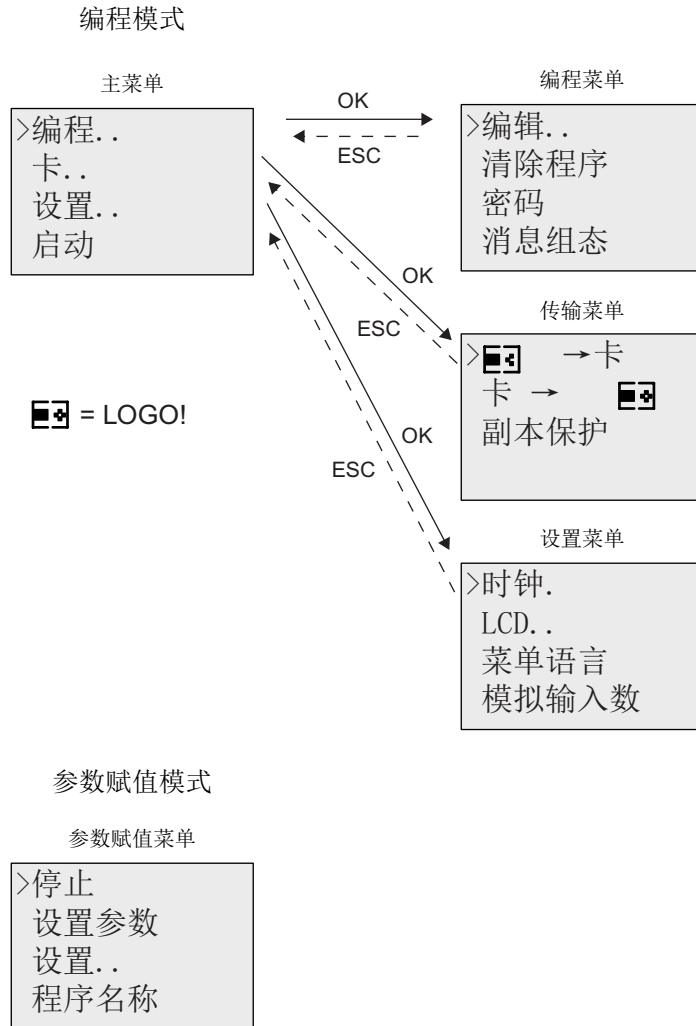 编程模式
主菜单
>编程..
卡..
设置..
启动
OK
ESC
编程菜单
>编辑..
清除程序
密码
消息组态
OK
ESC
传输菜单
> →卡
卡 →
副本保护
= LOGO!
OK
ESC
设置菜单
>时钟.
LCD..
菜单语言
模拟输入数
参数赋值模式
参数赋值菜单
>停止
设置参数
设置..
程序名称